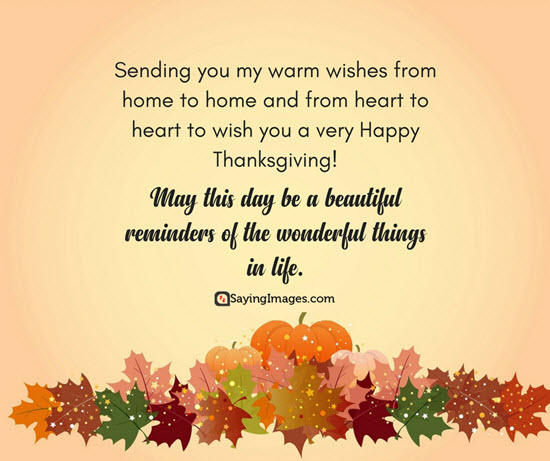 Sending you my warm wishes from
home to home and from heart to
heart to wish you a very Happy
Thanksgiving!
May this day be a beautiful
reminders of the wonderful things
in life.
SayingImages.com